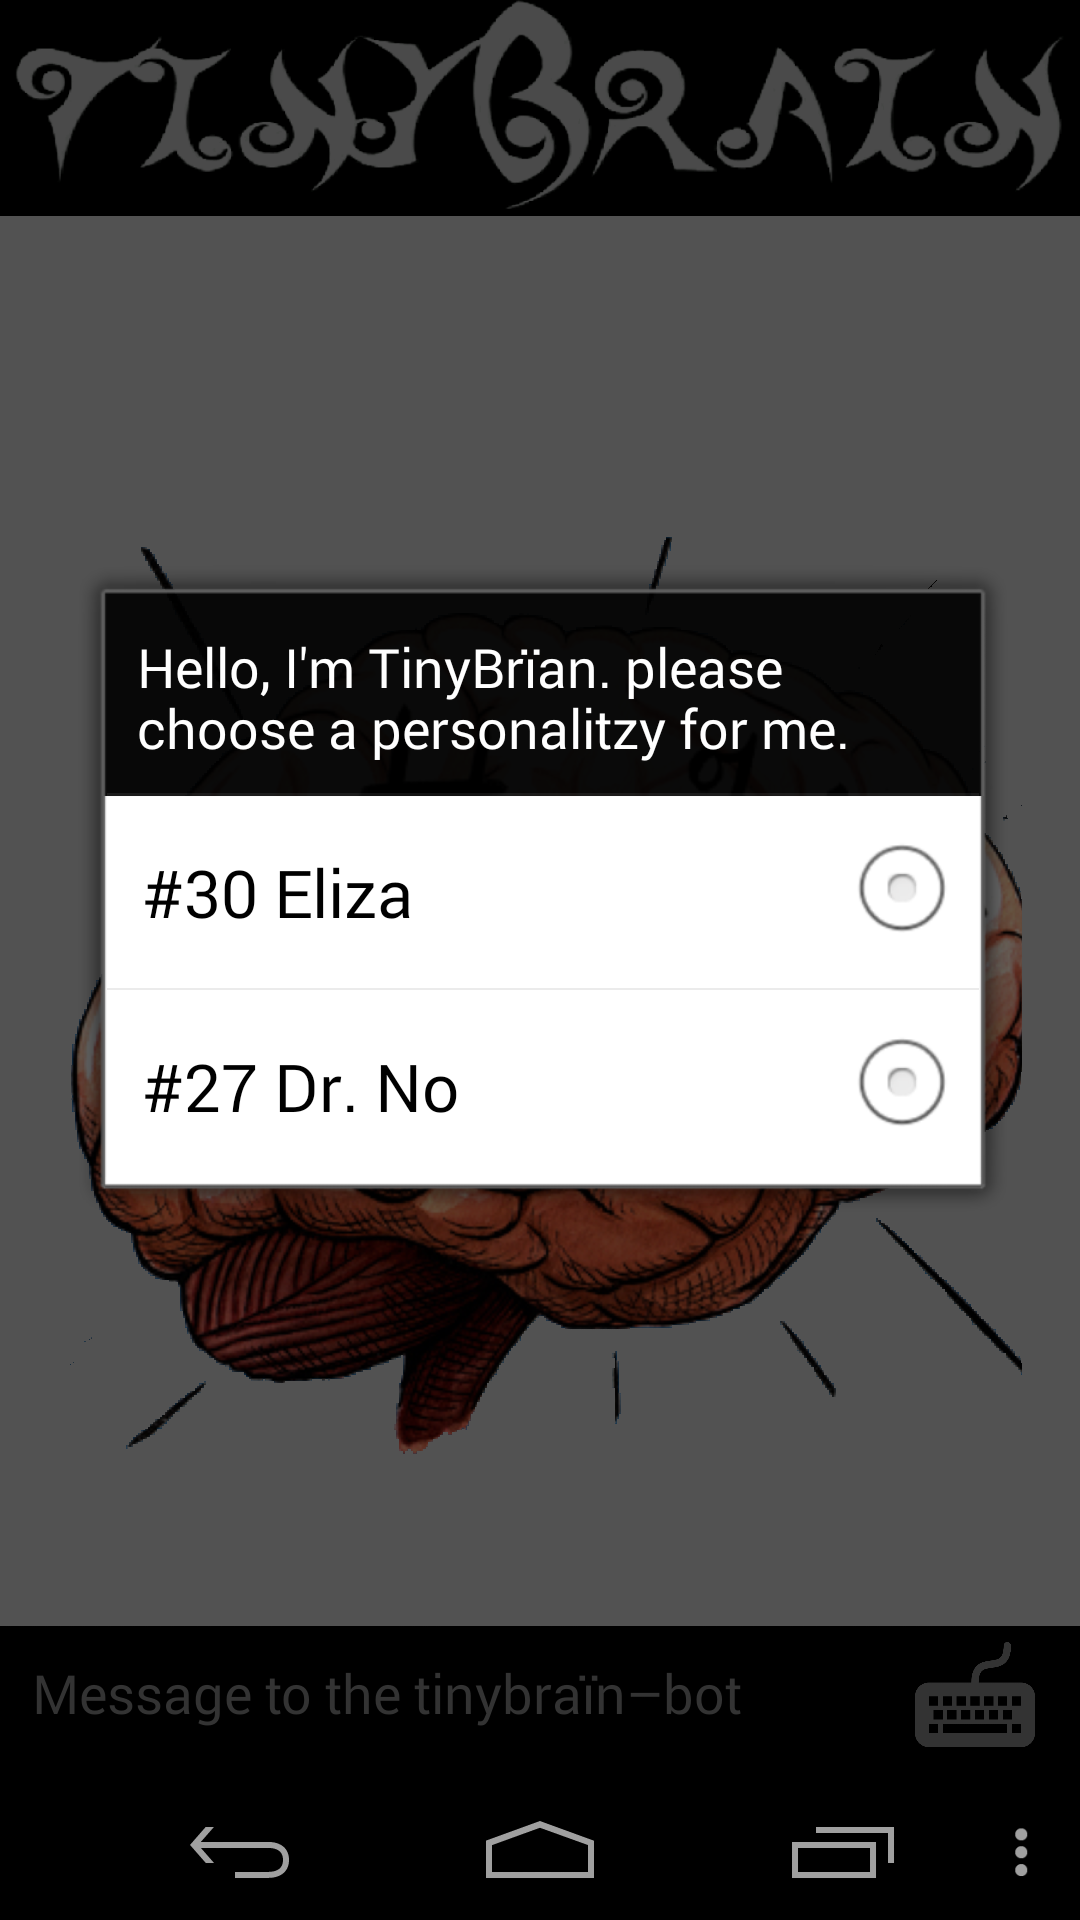 TINYBRAIN
Hello, I'm TinyBrïan. please
choose a personalitzy for me.
#30 Eliza
#27 Dr. No
Message to the tinybraïn–bot